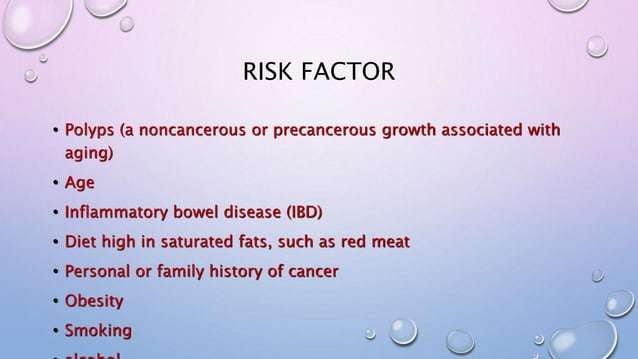 RISK FACTOR
• Polyps (a noncancerous or precancerous growth associated with
aging)
• Age
• Inflammatory bowel disease (IBD)
• Diet high in saturated fats, such as red meat
• Personal or family history of cancer
• Obesity
• Smoking
• alcohol